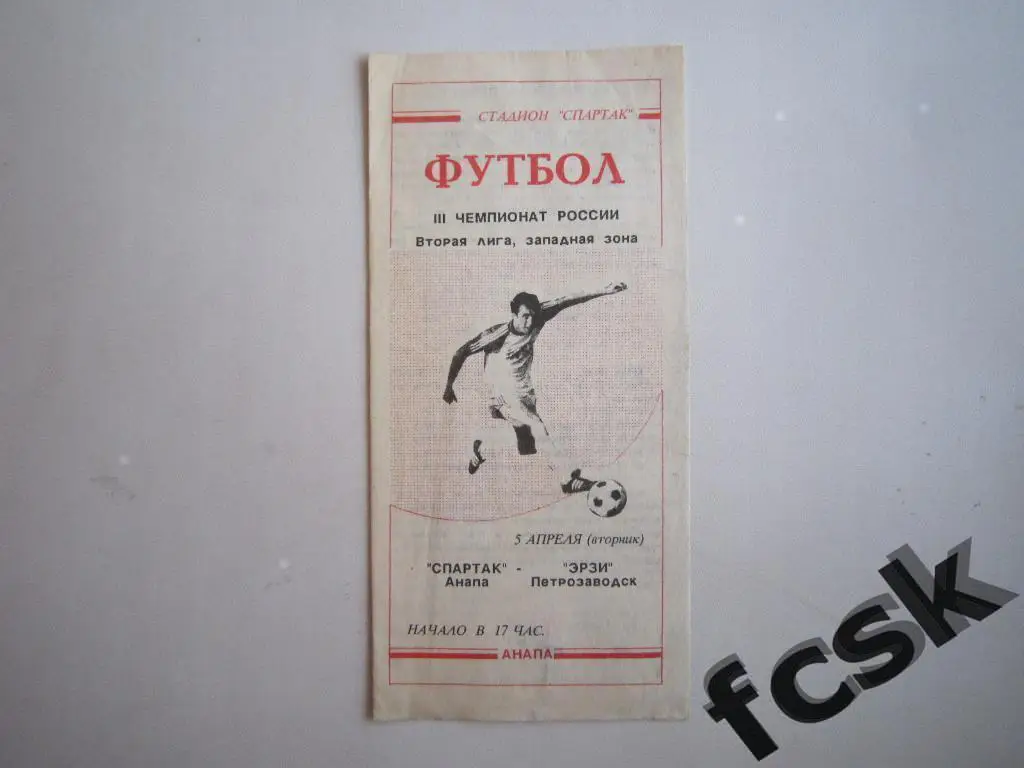 СТАДИОН "СПАРТАК"
ФУТБОЛ
III ЧЕМПИОНАТ РОССИИ
Вторая лига, западная зона
5 АПРЕЛЯ (вторник)
"СПАРТАК" - "ЭРЗИ"
Анапа Петрозаводск
НАЧАЛО В 17 ЧАС.
АНАПА
fcsk